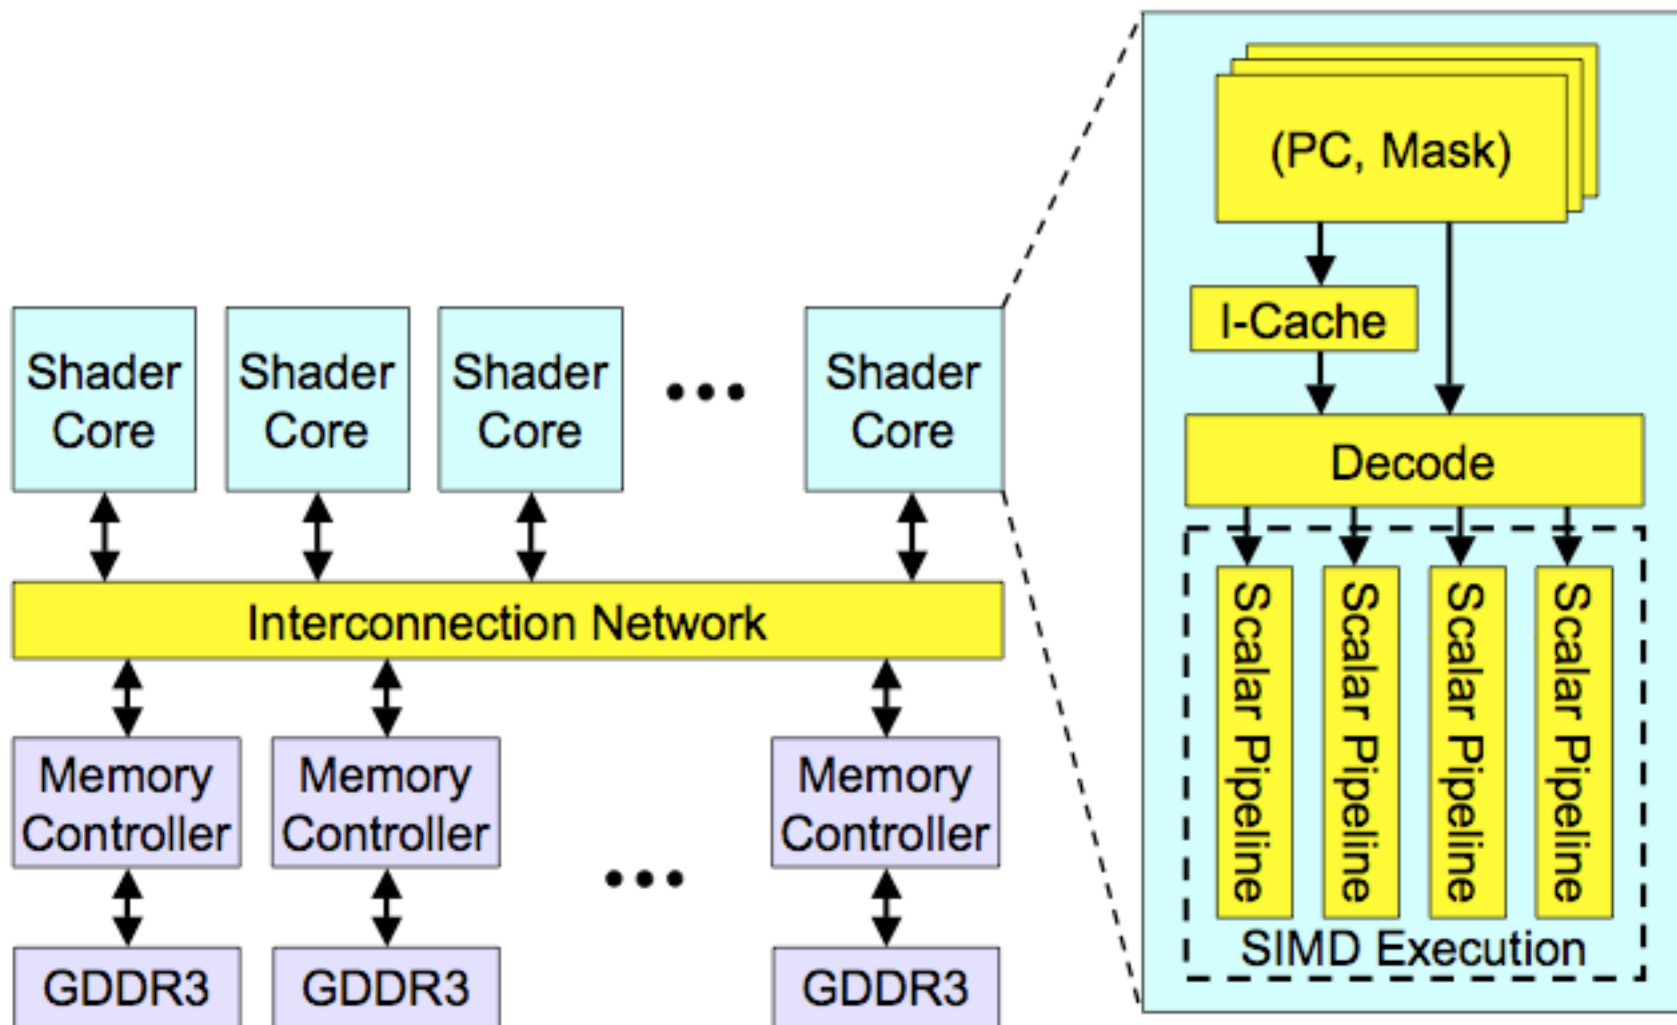 (PC, Mask)
I-Cache
Decode
Scalar Pipeline
Scalar Pipeline
Scalar Pipeline
Scalar Pipeline
SIMD Execution
Shader
Core
Shader
Core
Shader
Core
Shader
Core
Interconnection Network
Memory
Controller
Memory
Controller
Memory
Controller
GDDR3
GDDR3
GDDR3